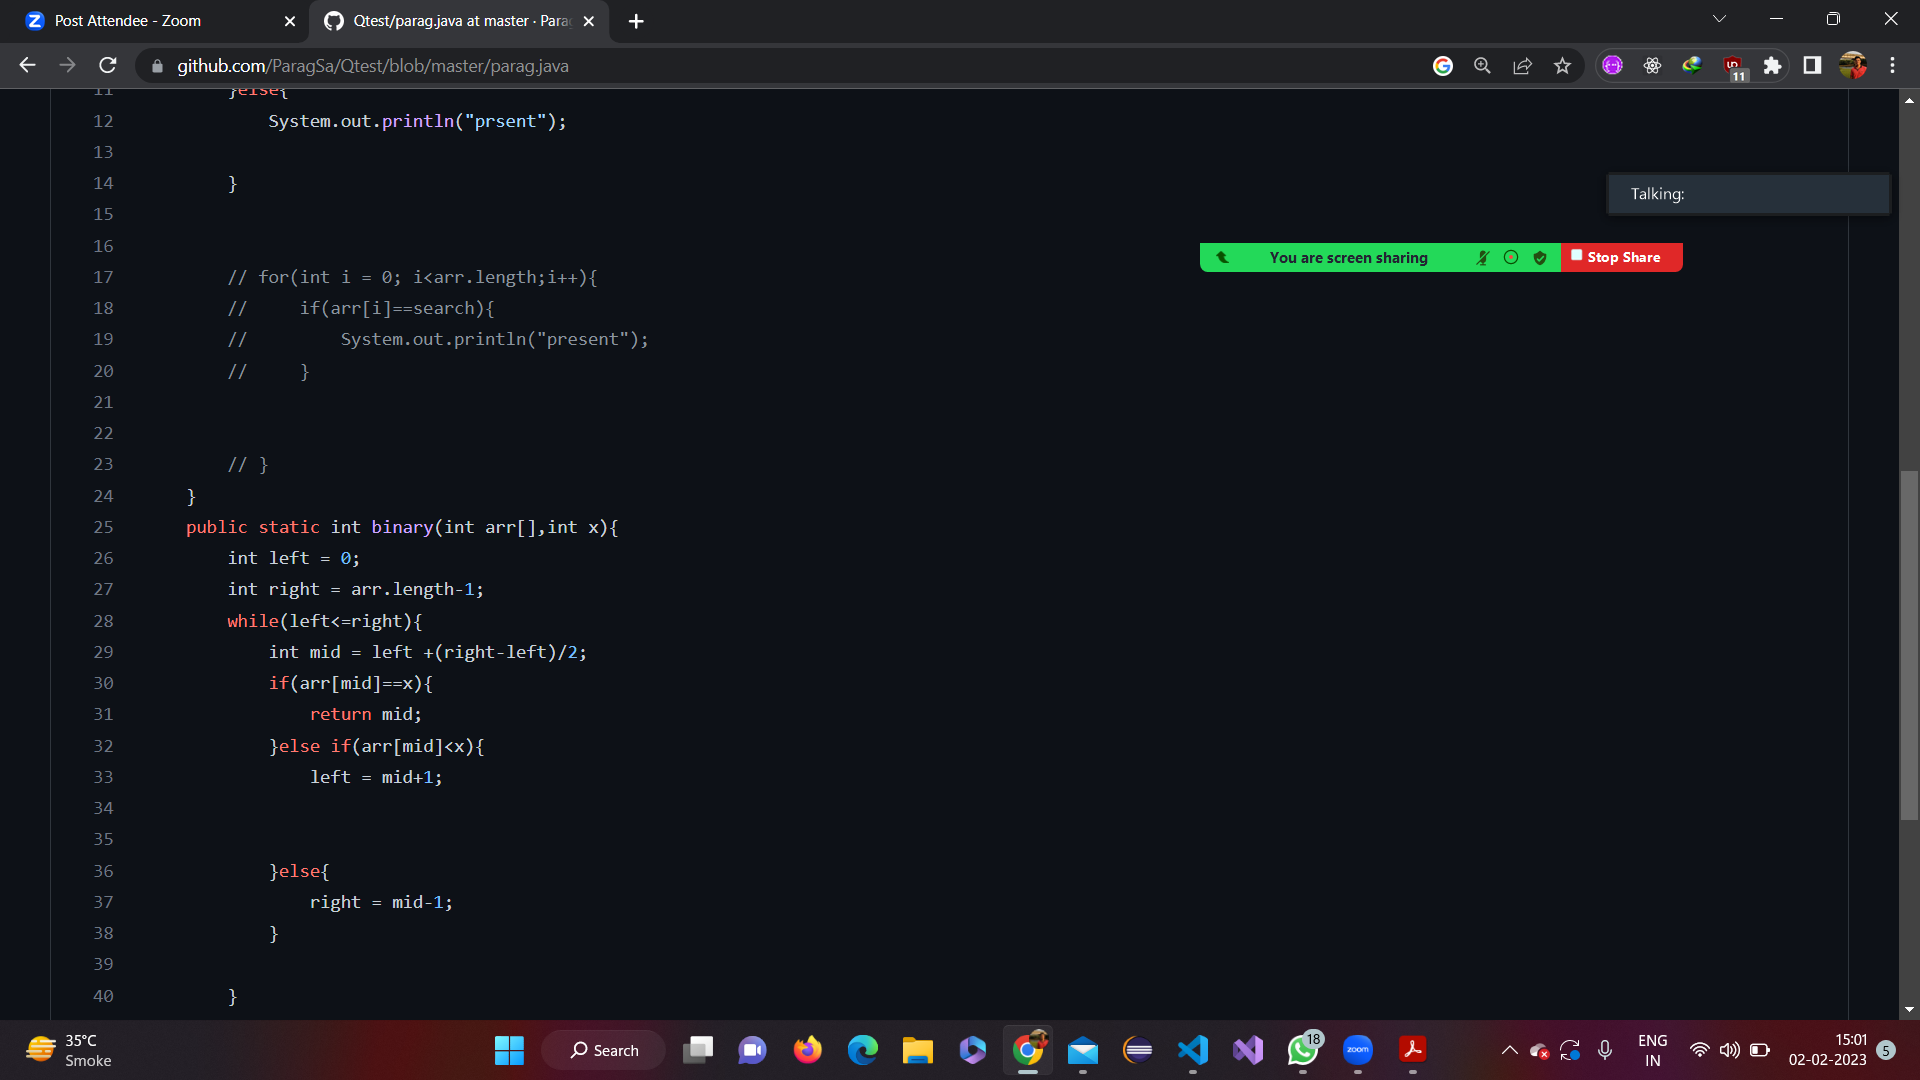 Post Attendee - Zoom
Qtest/parag.java at master · Para
github.com/ParagSa/Qtest/blob/master/parag.java
11
11 }else{
12 System.out.println("prsent");
13
14 }
15
16
17 // for(int i = 0; i<arr.length;i++){
18 // if(arr[i]==search){
19 // System.out.println("present");
20 // }
21
22
23 // }
24 }
25 public static int binary(int arr[],int x){
26 int left = 0;
27 int right = arr.length-1;
28 while(left<=right){
29 int mid = left +(right-left)/2;
30 if(arr[mid]==x){
31 return mid;
32 }else if(arr[mid]<x){
33 left = mid+1;
34
35
36 }else{
37 right = mid-1;
38 }
39
40 }
Talking:
You are screen sharing
Stop Share
35°C
Smoke
Search
18
zoom
ENG
IN
15:01
02-02-2023
5